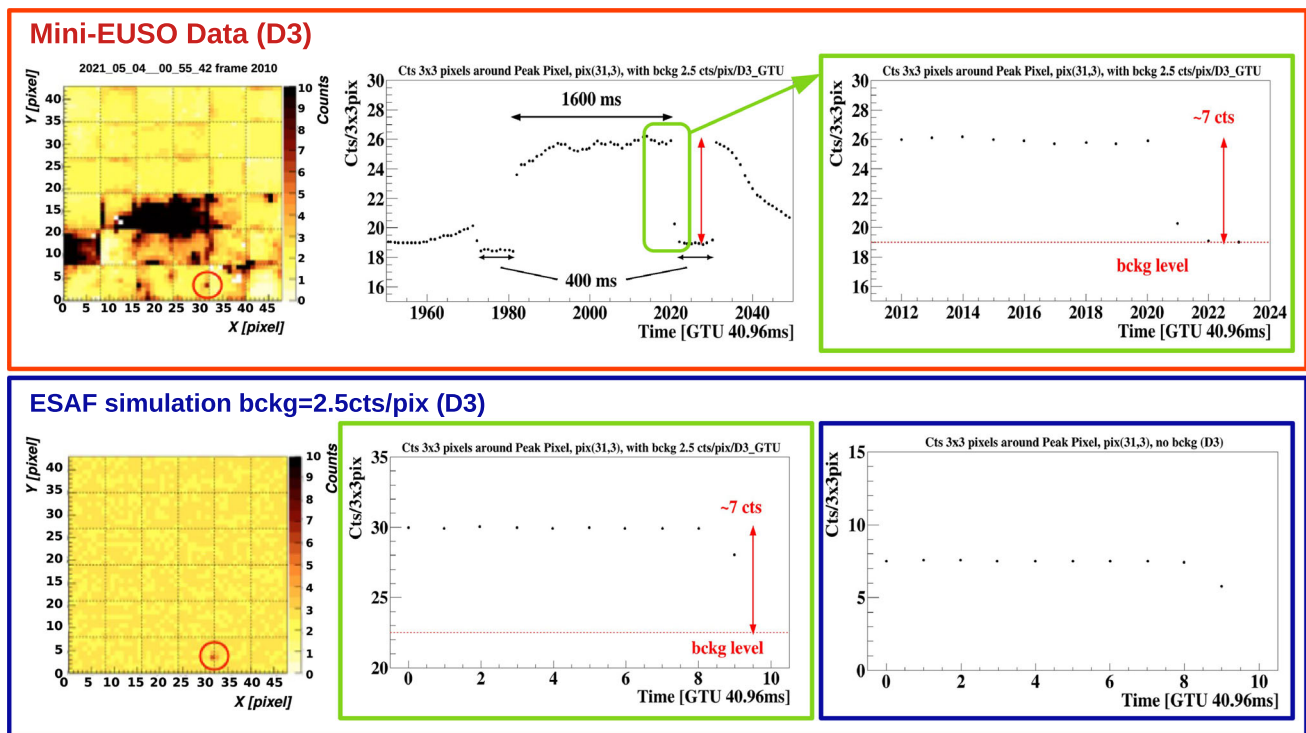 Mini-EUSO Data (D3)
2021_05_04__00_55_42 frame 2010
Y [pixel]
40
35
30
25
20
15
10
5
0
0 5 10 15 20 25 30 35 40 45
X [pixel]
10
9
8
7
6
5
4
3
2
1
0
Counts
Cts 3x3 pixels around Peak Pixel, pix(31,3), with bckg 2.5 cts/pix/D3_GTU
Cts/3x3pix
30
28
26
24
22
20
18
16
1600 ms
400 ms
1960 1980 2000 2020 2040
Time [GTU 40.96ms]
Cts 3x3 pixels around Peak Pixel, pix(31,3), with bckg 2.5 cts/pix/D3_GTU
Cts/3x3pix
30
28
26
24
22
20
18
16
~7 cts
bckg level
2012 2014 2016 2018 2020 2022 2024
Time [GTU 40.96ms]
ESAF simulation bckg=2.5cts/pix (D3)
Y [pixel]
40
35
30
25
20
15
10
5
0
0 5 10 15 20 25 30 35 40 45
X [pixel]
10
9
8
7
6
5
4
3
2
1
0
Counts
Cts 3x3 pixels around Peak Pixel, pix(31,3), with bckg 2.5 cts/pix/D3_GTU
Cts/3x3pix
35
30
25
20
~7 cts
bckg level
0 2 4 6 8 10
Time [GTU 40.96ms]
Cts 3x3 pixels around Peak Pixel, pix(31,3), no bckg (D3)
Cts/3x3pix
15
10
5
0
0 2 4 6 8 10
Time [GTU 40.96ms]